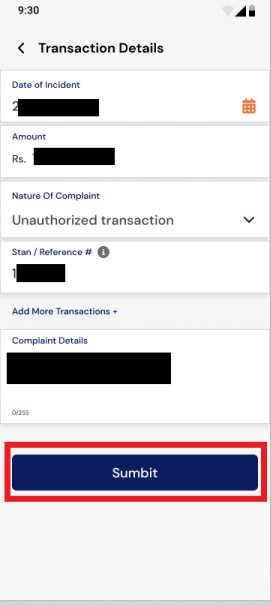 9:30
Transaction Details
Date of Incident
2
Amount
Rs.
Nature Of Complaint
Unauthorized transaction
Stan / Reference #
1
Add More Transactions +
Complaint Details
0/255
Sumbit